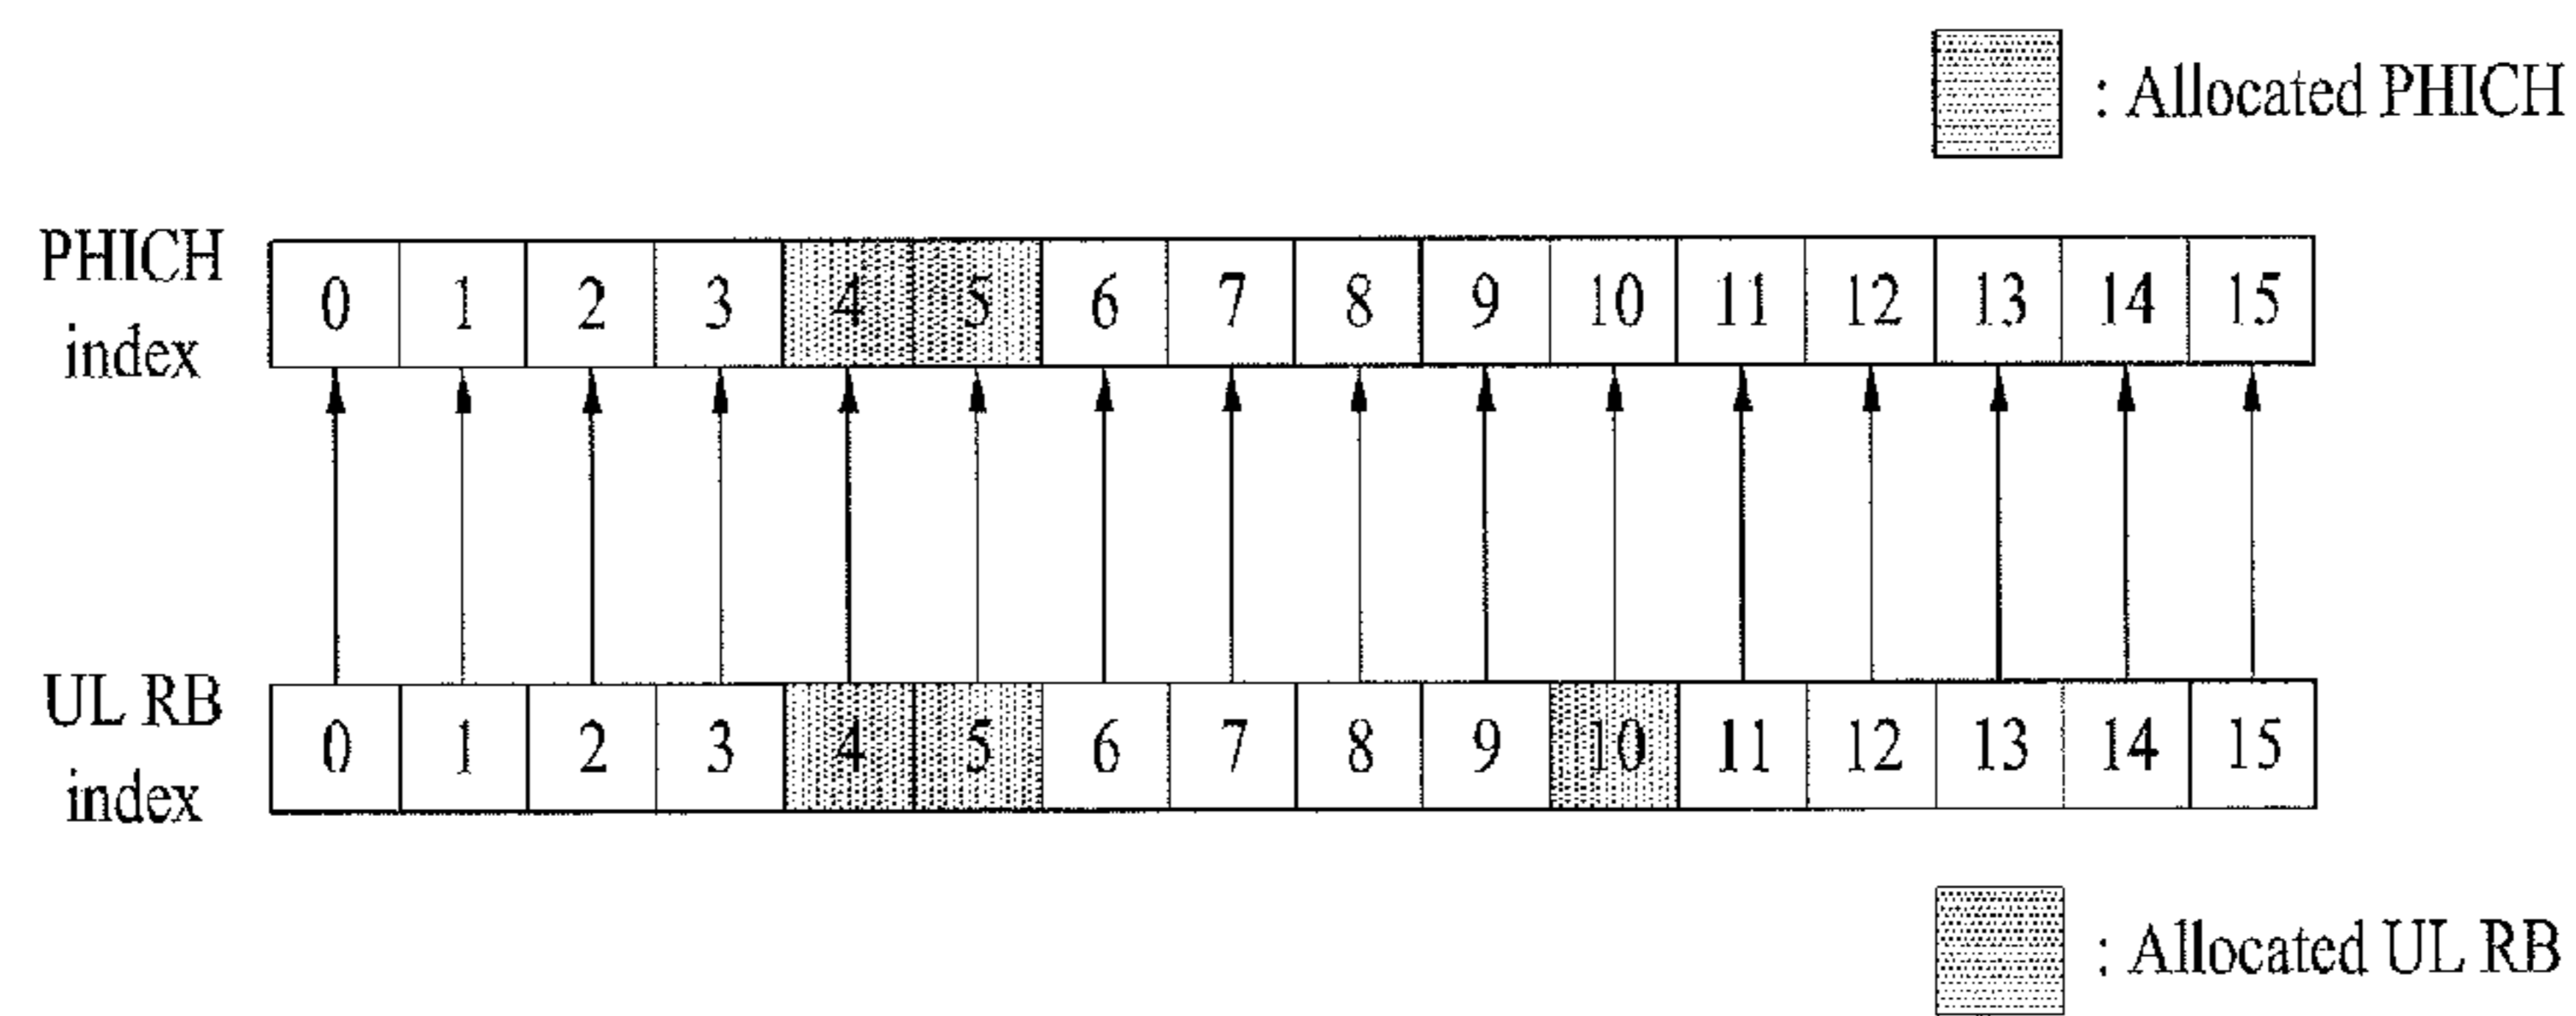 : Allocated PHICH
PHICH
index
0 1 2 3 4 5 6 7 8 9 10 11 12 13 14 15
UL RB
index
0 1 2 3 4 5 6 7 8 9 10 11 12 13 14 15
: Allocated UL RB